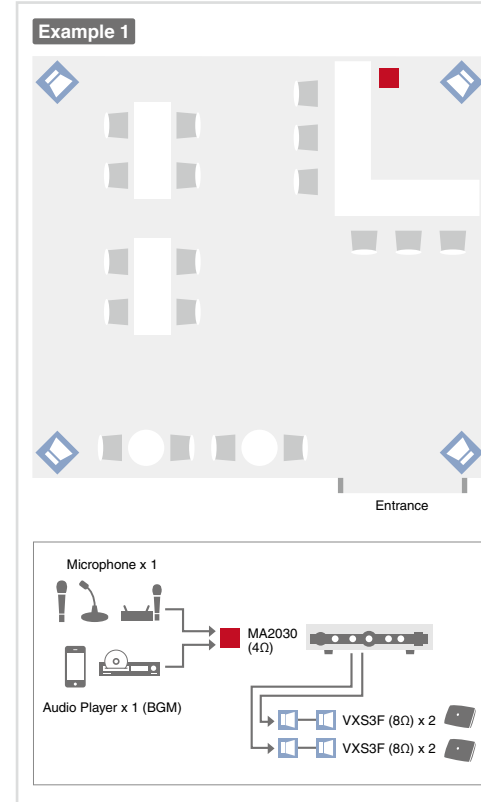 Example 1
Entrance
Microphone x 1
MA2030
(4Ω)
Audio Player x 1 (BGM)
VXS3F (8Ω) x 2
VXS3F (8Ω) x 2